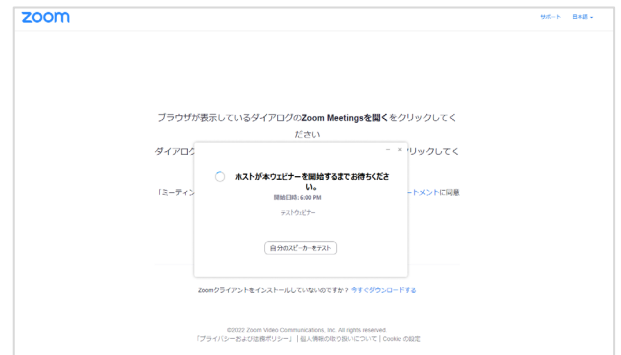 zoom
サポート 日本語
ブラウザが表示しているダイアログのZoom Meetingsを開くをクリックしてく
ださい
ダイアログ
リックしてく
ホストが本ウェビナーを開始するまでお待ちくださ
い。
開始日時: 6:00 PM
「ミーティン
ートメントに同意
テストウェビナー
自分のスピーカーをテスト
Zoomクライアントをインストールしていないのですか? 今すぐダウンロードする
©2022 Zoom Video Communications, Inc. All rights reserved.
「プライバシーおよび法務ポリシー」 | 個人情報の取り扱いについて | Cookie の設定